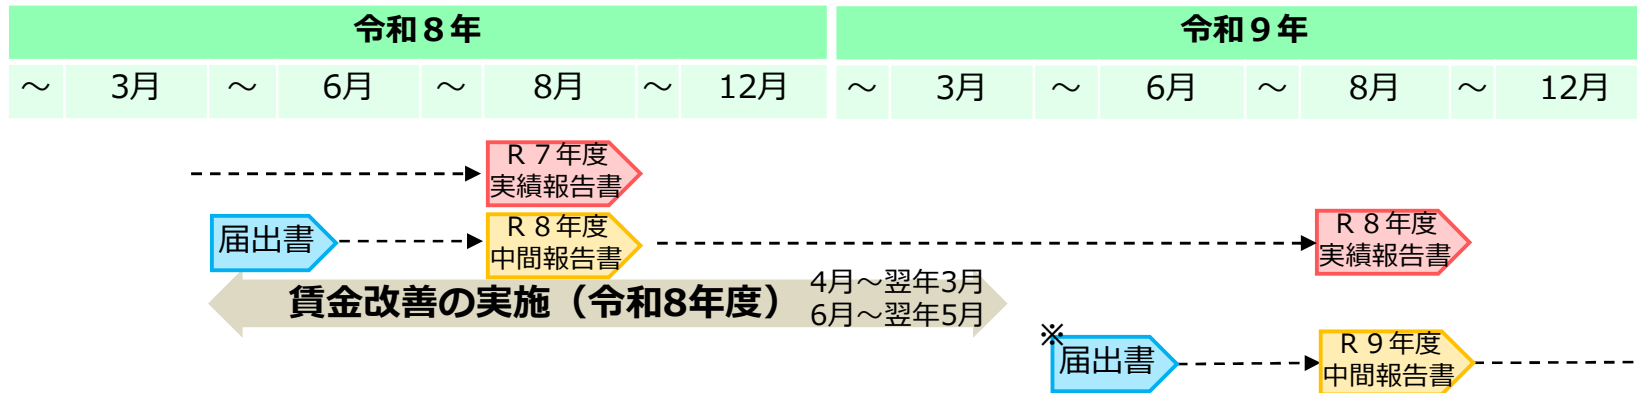 令和８年 令和９年
～ 3月 ～ 6月 ～ 8月 ～ 12月 ～ 3月 ～ 6月 ～ 8月 ～ 12月
Ｒ７年度
実績報告書
届出書
Ｒ８年度
中間報告書
Ｒ８年度
実績報告書
賃金改善の実施（令和8年度）
4月～翌年3月
6月～翌年5月
※
届出書
Ｒ９年度
中間報告書